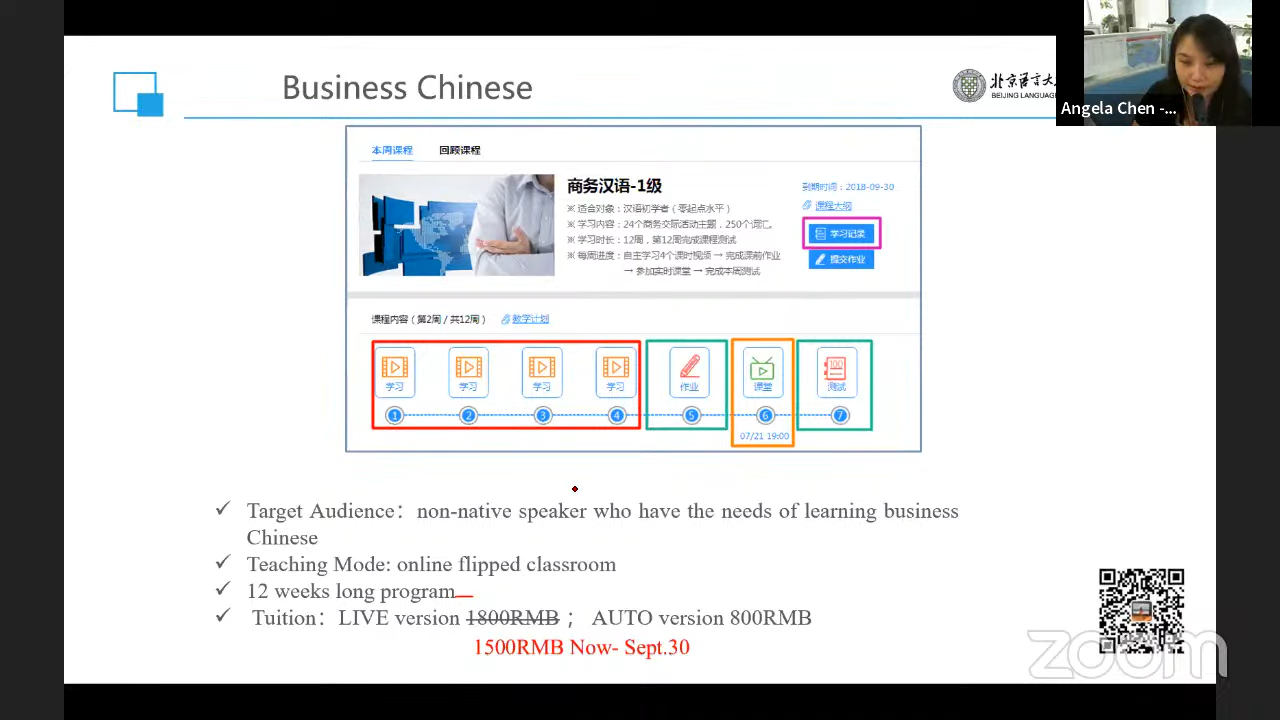 Business Chinese
北京语言大
BEIJING LANGUAGE
Angela Chen -...
本周课程 回顾课程
商务汉语-1级
※ 适合对象：汉语初学者（零起点水平）
※ 学习内容：24个商务交际活动主题，250个词汇。
※ 学习时长：12周，第12周完成课程测试
※ 每周进度：自主学习4个课时视频 → 完成课前作业
→ 参加实时课堂 → 完成本周测试
到期时间：2018-09-30
课程大纲
学习记录
提交作业
课程内容（第2周 / 共12周） 教学计划
100
学习 学习 学习 学习 作业 课堂 测试
1 2 3 4 5 6 7
07/21 19:00
✓ Target Audience：non-native speaker who have the needs of learning business
Chinese
✓ Teaching Mode: online flipped classroom
✓ 12 weeks long program
✓ Tuition：LIVE version 1800RMB； AUTO version 800RMB
1500RMB Now- Sept.30
zoom